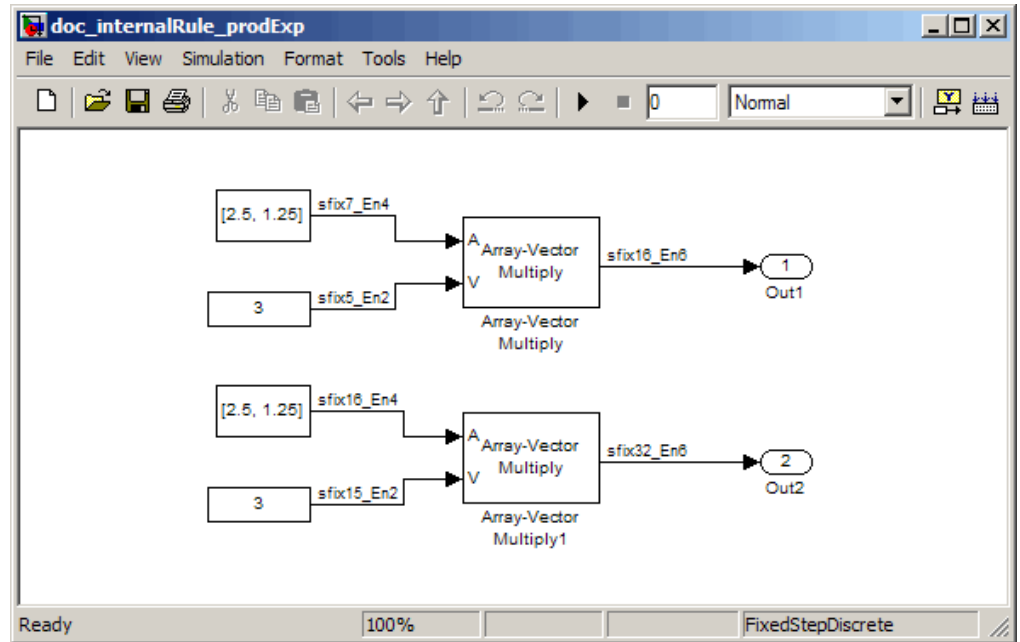 doc_internalRule_prodExp
File Edit View Simulation Format Tools Help
0 Normal
[2.5, 1.25]
sfix7_En4
3
sfix5_En2
A
V
Array-Vector
Multiply
Array-Vector
Multiply
sfix16_En6
1
Out1
[2.5, 1.25]
sfix16_En4
3
sfix15_En2
A
V
Array-Vector
Multiply
Array-Vector
Multiply1
sfix32_En6
2
Out2
Ready 100% FixedStepDiscrete